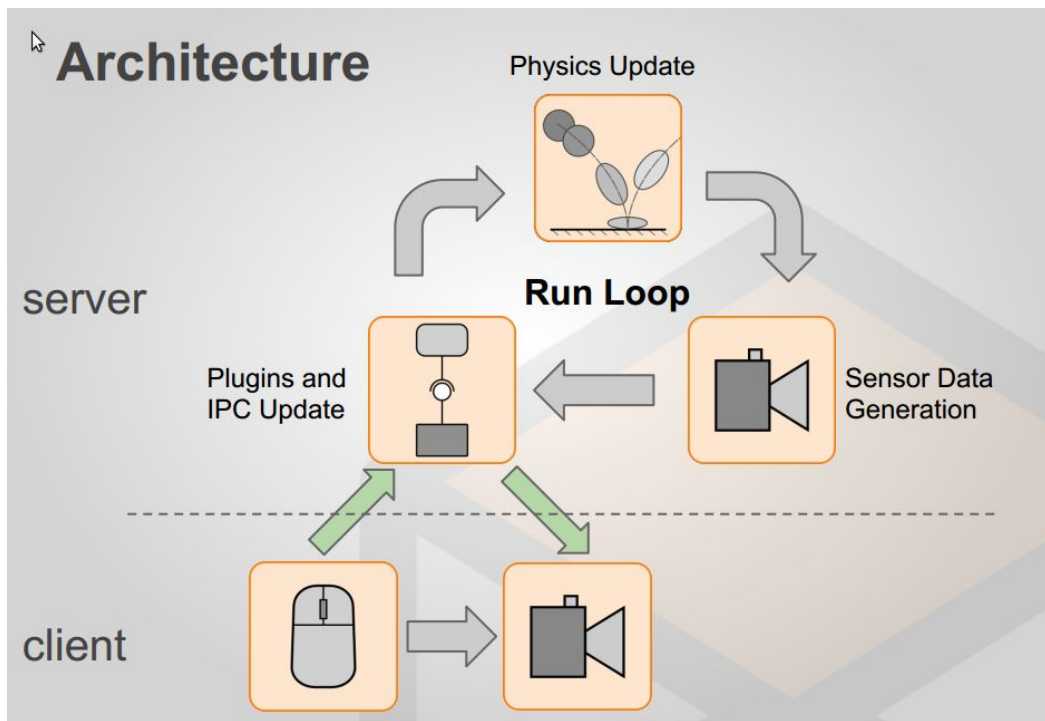 Architecture
Physics Update
server
Run Loop
Plugins and
IPC Update
Sensor Data
Generation
client